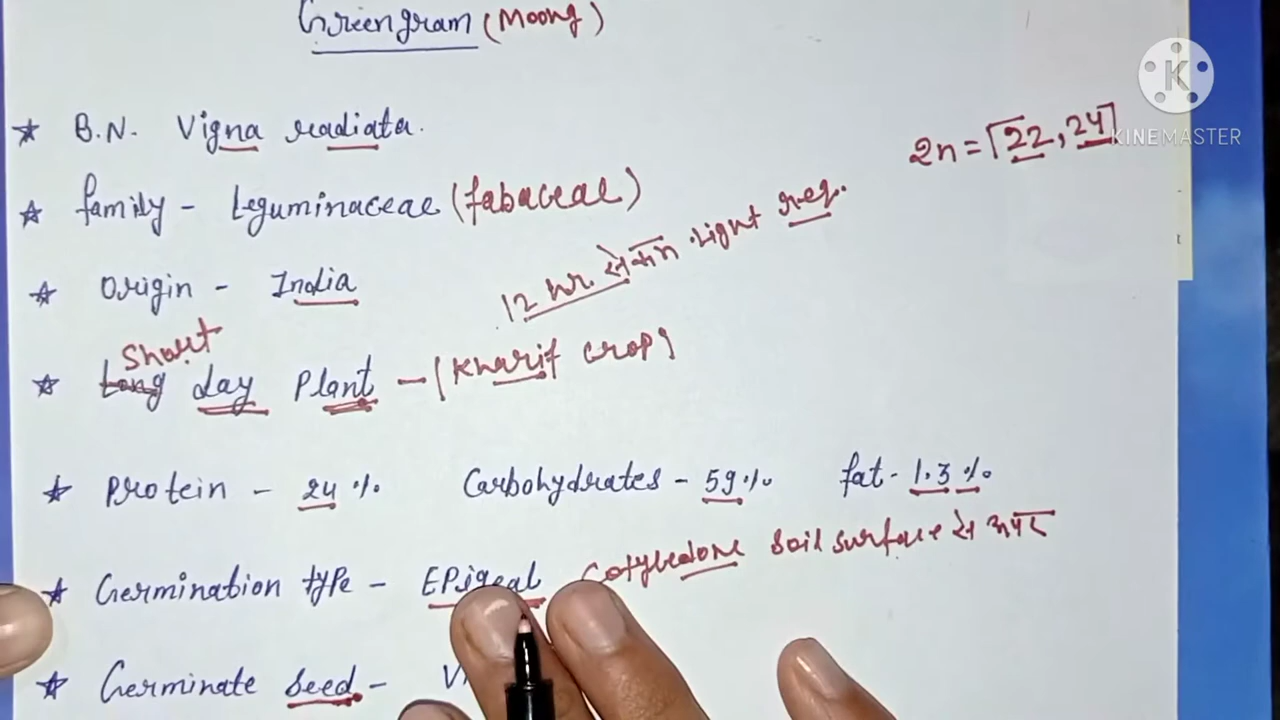 Greengram (Moong)
K
KINEMASTER
☆ B.N. Vigna radiata.
2n = 22, 24
☆ family - Leguminaceae (fabaceae)
☆ Origin - India
12 hr. से कम light req.
Short
☆ Long day Plant - (Kharif crop)
☆ Protein - 24 % Carbohydrates - 59 % fat - 1.3 %
☆ Germination type - EPigeal cotyledone soil surface से ऊपर
☆ Germinate seed -